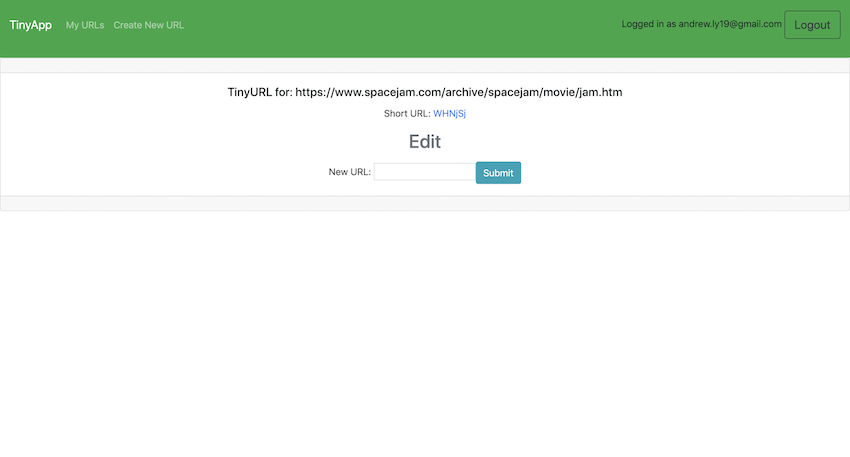 TinyApp My URLs Create New URL Logged in as andrew.ly19@gmail.com Logout
TinyURL for: https://www.spacejam.com/archive/spacejam/movie/jam.htm
Short URL: WHNjSj
Edit
New URL: Submit